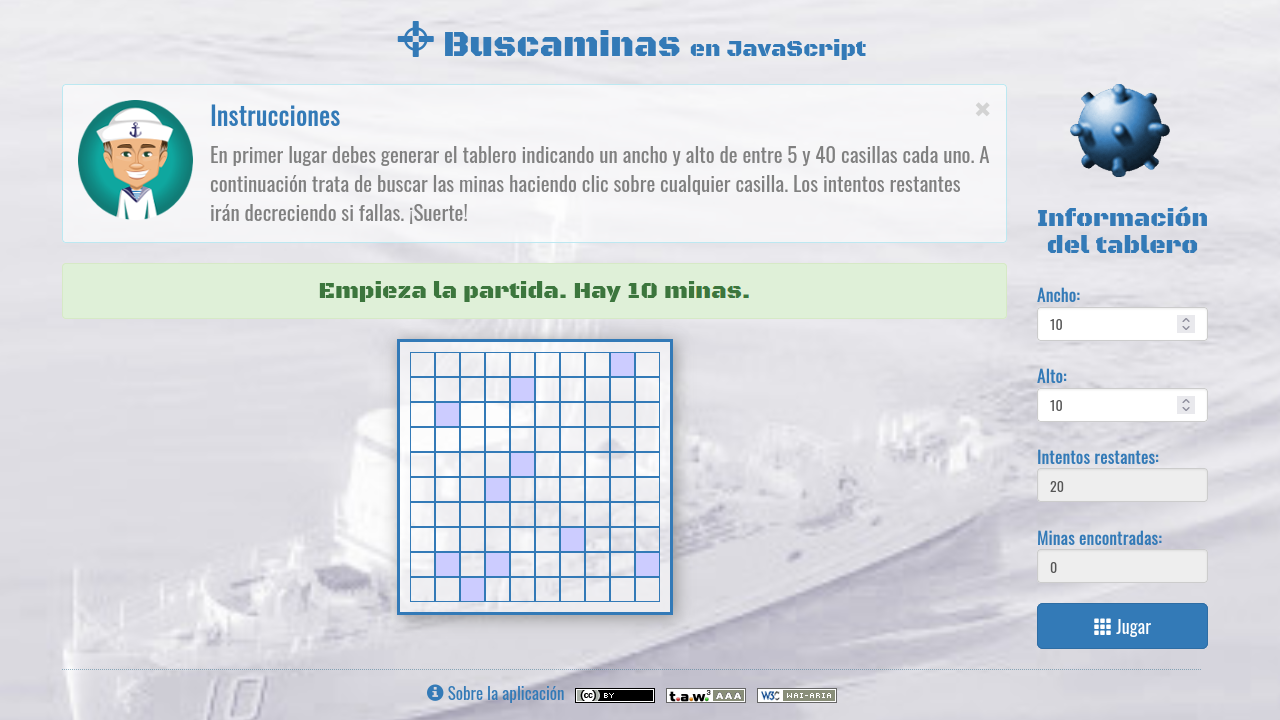 Buscaminas en JavaScript
Instrucciones
En primer lugar debes generar el tablero indicando un ancho y alto de entre 5 y 40 casillas cada uno. A
continuación trata de buscar las minas haciendo clic sobre cualquier casilla. Los intentos restantes
irán decreciendo si fallas. ¡Suerte!
Empieza la partida. Hay 10 minas.
Información
del tablero
Ancho:
10
Alto:
10
Intentos restantes:
20
Minas encontradas:
0
Jugar
Sobre la aplicación
cc BY
t.a.w.3 AAA
W3C WAI-ARIA